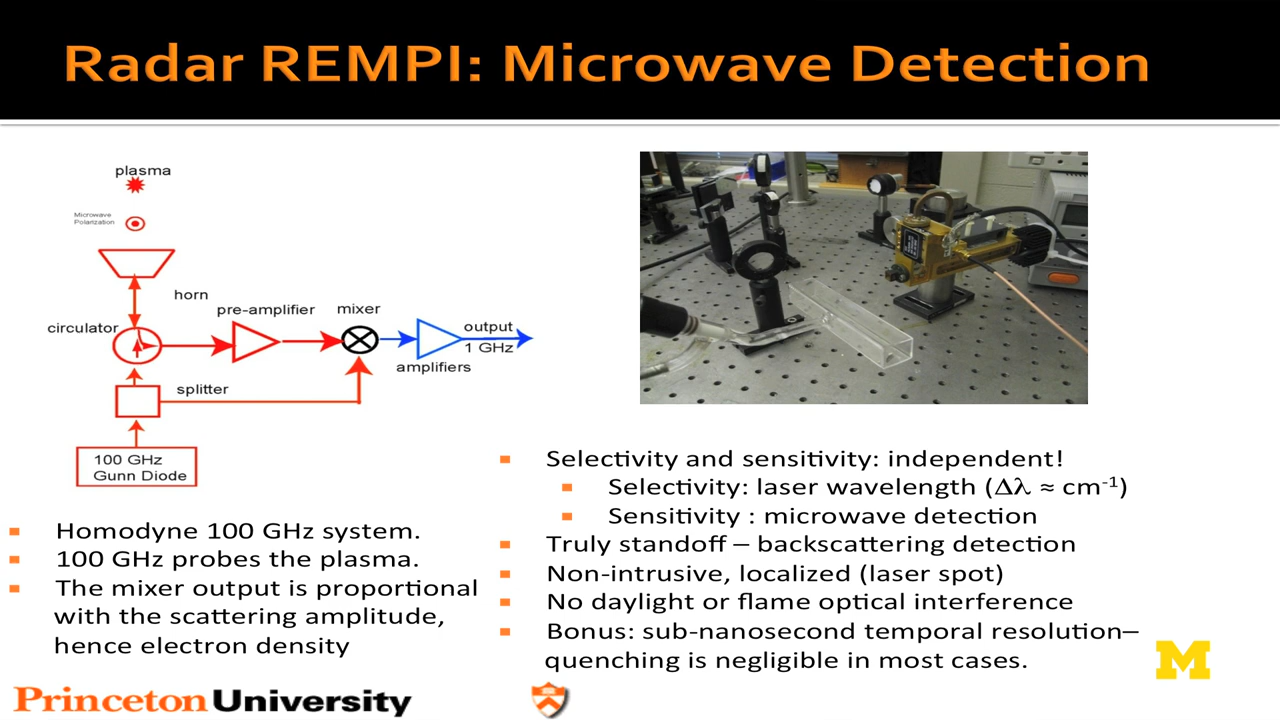 Radar REMPI: Microwave Detection
plasma
Microwave
Polarization
horn
circulator
pre-amplifier
mixer
output
1 GHz
amplifiers
splitter
100 GHz
Gunn Diode
Homodyne 100 GHz system.
100 GHz probes the plasma.
The mixer output is proportional
with the scattering amplitude,
hence electron density
Selectivity and sensitivity: independent!
Selectivity: laser wavelength (Δλ ≈ cm⁻¹)
Sensitivity : microwave detection
Truly standoff – backscattering detection
Non-intrusive, localized (laser spot)
No daylight or flame optical interference
Bonus: sub-nanosecond temporal resolution–
quenching is negligible in most cases.
M
Princeton University